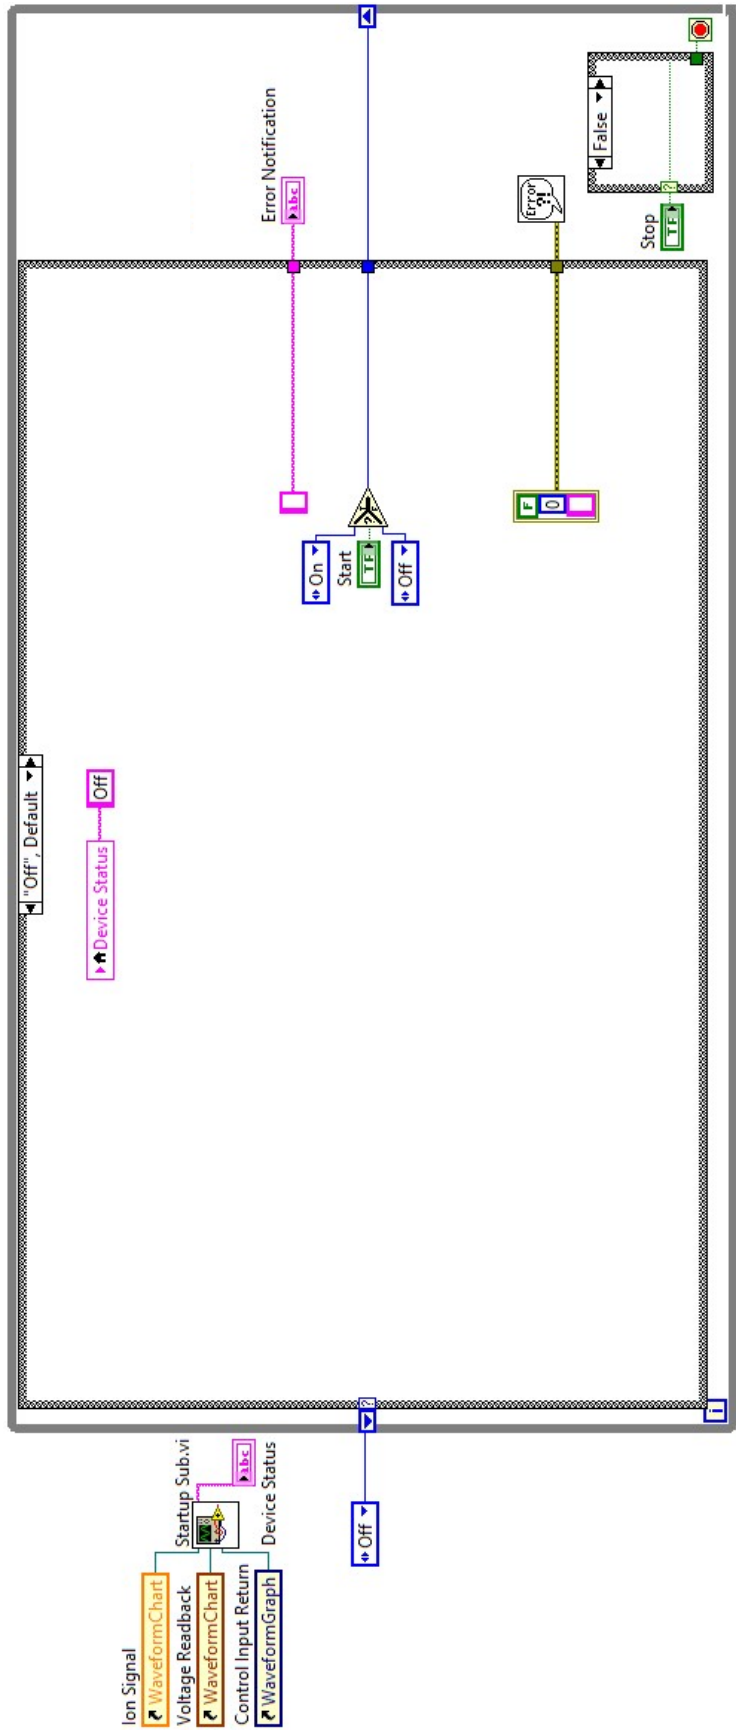 Ion Signal
WaveformChart
Voltage Readback
WaveformChart
Control Input Return
WaveformGraph
Startup Sub.vi
abc
Device Status
Off
"Off", Default
Device Status
Off
On
Start
TF
Off
F
0
Error Notification
abc
Error
?!
Stop
TF
?
False
?
i